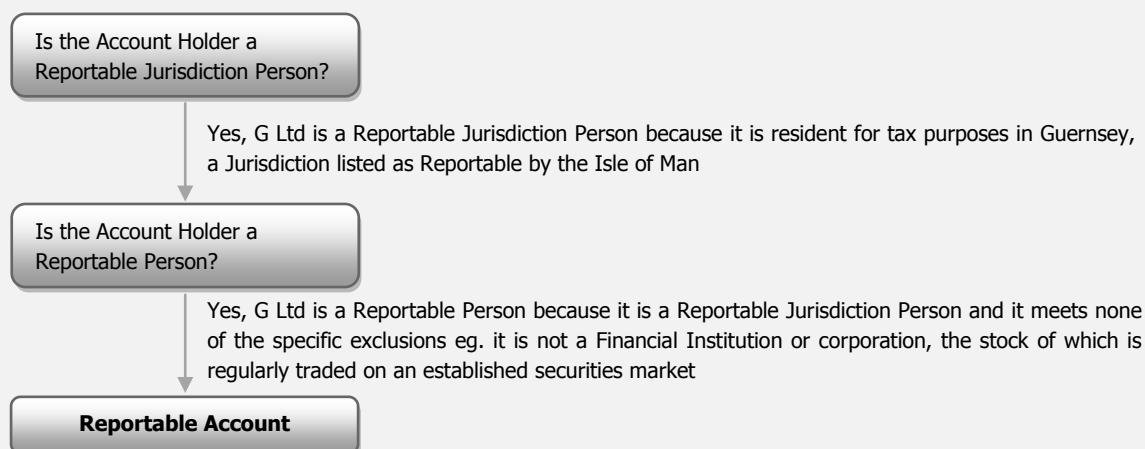 Is the Account Holder a
Reportable Jurisdiction Person?
Yes, G Ltd is a Reportable Jurisdiction Person because it is resident for tax purposes in Guernsey,
a Jurisdiction listed as Reportable by the Isle of Man
Is the Account Holder a
Reportable Person?
Yes, G Ltd is a Reportable Person because it is a Reportable Jurisdiction Person and it meets none
of the specific exclusions eg. it is not a Financial Institution or corporation, the stock of which is
regularly traded on an established securities market
Reportable Account